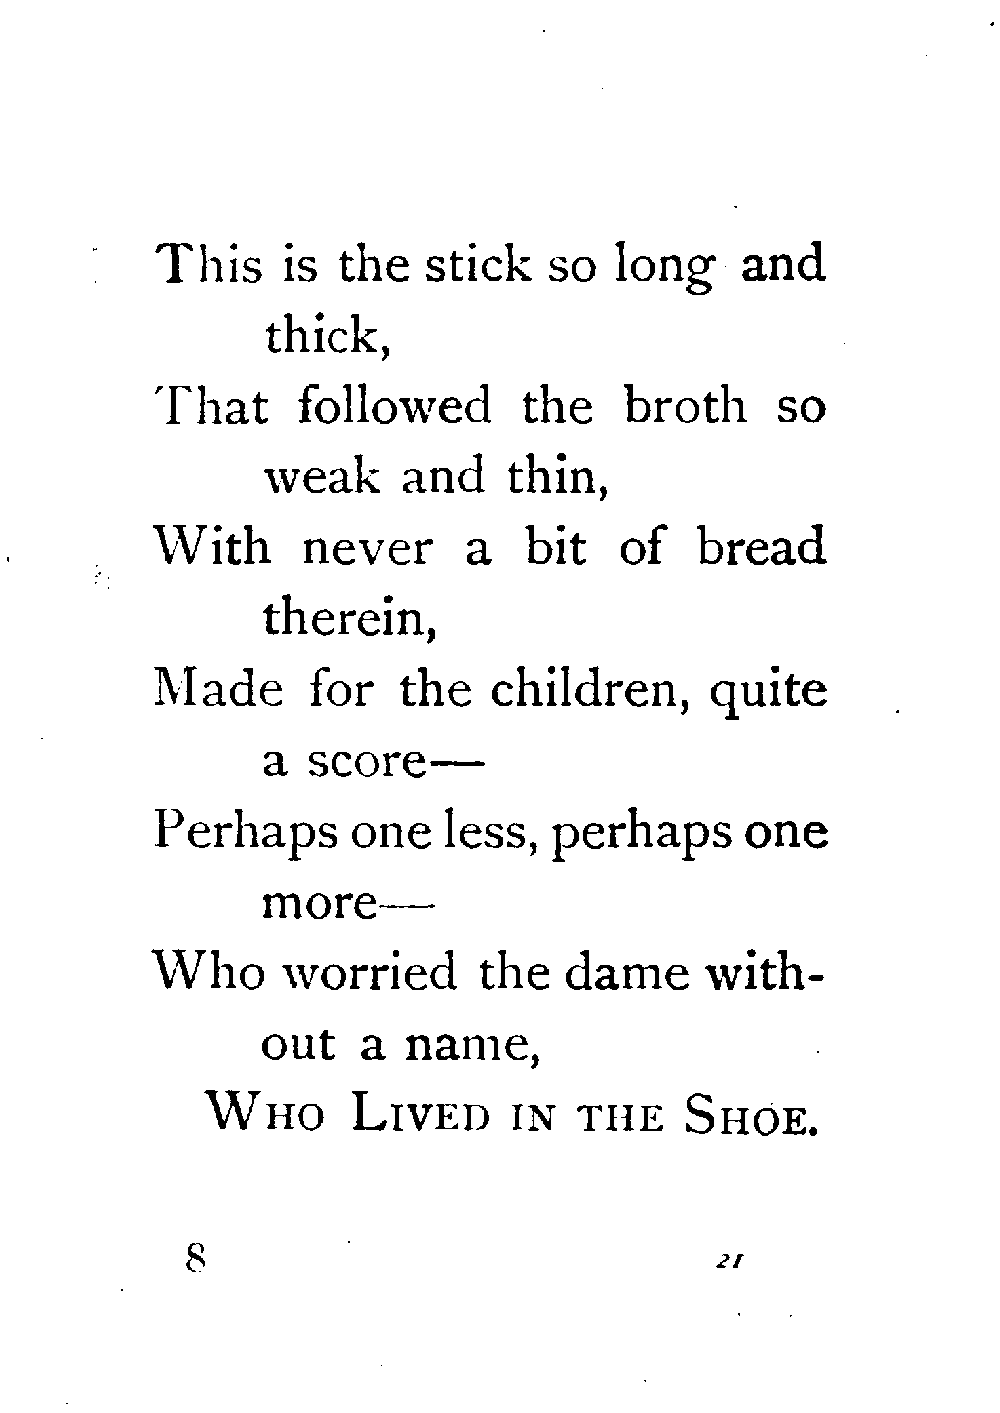 This is the stick so long and
thick,
That followed the broth so
weak and thin,
With never a bit of bread
therein,
Made for the children, quite
a score—
Perhaps one less, perhaps one
more—
Who worried the dame with-
out a name,
WHO LIVED IN THE SHOE.
8 21